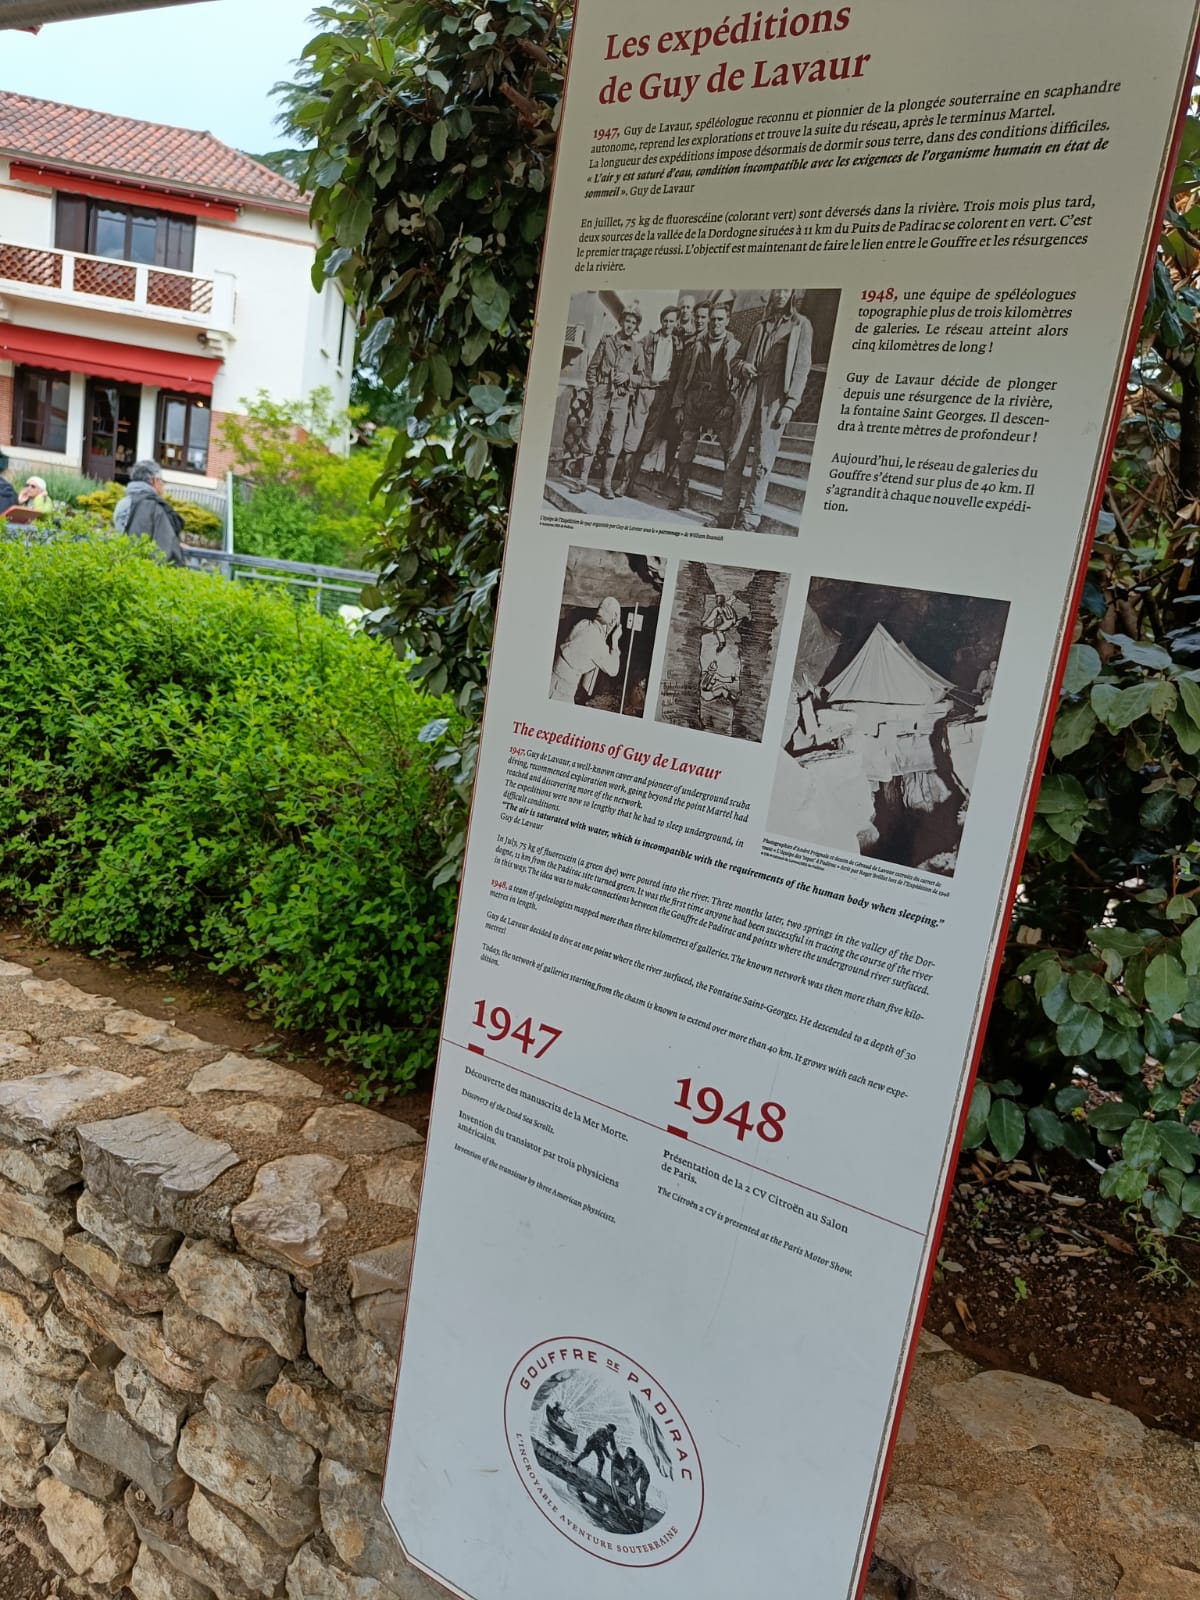 Les expéditions
de Guy de Lavaur
1947, Guy de Lavaur, spéléologue reconnu et pionnier de la plongée souterraine en scaphandre
autonome, reprend les explorations et trouve la suite du réseau, après le terminus Martel.
La longueur des expéditions impose désormais de dormir sous terre, dans des conditions difficiles.
« L'air y est saturé d'eau, condition incompatible avec les exigences de l'organisme humain en état de
sommeil ». Guy de Lavaur
En juillet, 75 kg de fluorescéine (colorant vert) sont déversés dans la rivière. Trois mois plus tard,
deux sources de la vallée de la Dordogne situées à 11 km du Puits de Padirac se colorent en vert. C'est
le premier traçage réussi. L'objectif est maintenant de faire le lien entre le Gouffre et les résurgences
de la rivière.
1948, une équipe de spéléologues
topographie plus de trois kilomètres
de galeries. Le réseau atteint alors
cinq kilomètres de long !
Guy de Lavaur décide de plonger
depuis une résurgence de la rivière,
la fontaine Saint Georges. Il descen-
dra à trente mètres de profondeur !
Aujourd'hui, le réseau de galeries du
Gouffre s'étend sur plus de 40 km. Il
s'agrandit à chaque nouvelle expédi-
tion.
L'équipe de l'Expédition de 1947 organisée par Guy de Lavaur sous le « patronnage » de William Beamish
The expeditions of Guy de Lavaur
1947, Guy de Lavaur, a well-known caver and pioneer of underground scuba
diving, recommenced exploration work, going beyond the point Martel had
reached and discovering more of the network.
The expeditions were now so lengthy that he had to sleep underground, in
difficult conditions.
"The air is saturated with water, which is incompatible with the requirements of the human body when sleeping."
Guy de Lavaur
In July, 75 kg of fluorescein (a green dye) were poured into the river. Three months later, two springs in the valley of the Dor-
dogne, 11 km from the Padirac site turned green. It was the first time anyone had been successful in tracing the course of the river
in this way. The idea was to make connections between the Gouffre de Padirac and points where the underground river surfaced.
1948, a team of speleologists mapped more than three kilometres of galleries. The known network was then more than five kilo-
metres in length.
Guy de Lavaur decided to dive at one point where the river surfaced, the Fontaine Saint-Georges. He descended to a depth of 30
metres!
Today, the network of galleries starting from the chasm is known to extend over more than 40 km. It grows with each new expe-
dition.
1947
Découverte des manuscrits de la Mer Morte.
Discovery of the Dead Sea Scrolls.
Invention du transistor par trois physiciens
américains.
Invention of the transistor by three American physicists.
1948
Présentation de la 2 CV Citroën au Salon
de Paris.
The Citroën 2 CV is presented at the Paris Motor Show.
GOUFFRE DE PADIRAC
L'INCROYABLE AVENTURE SOUTERRAINE